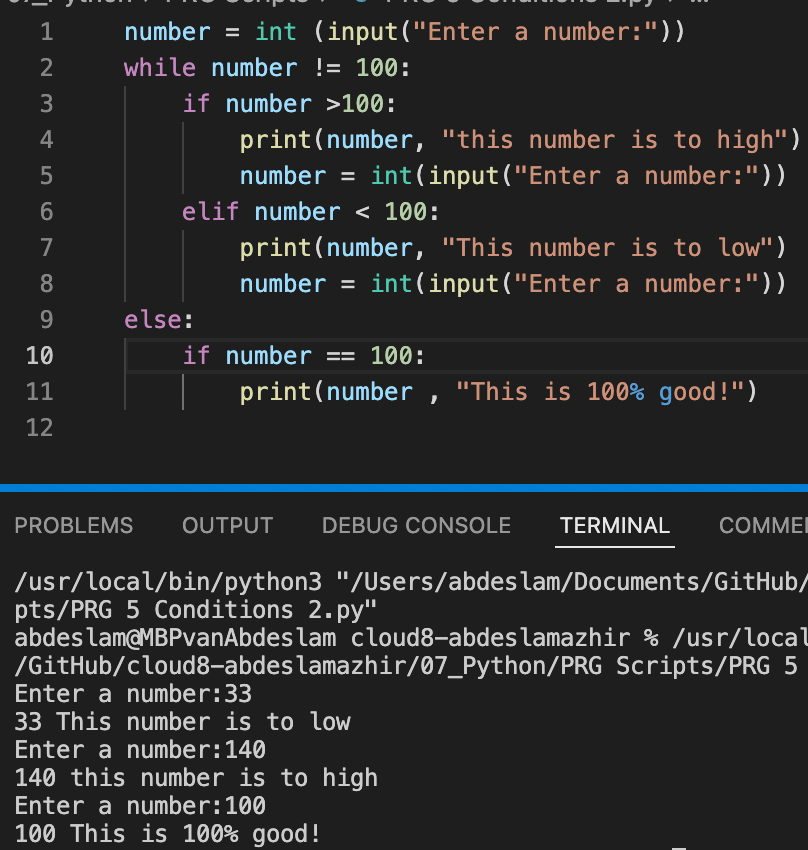 1 number = int (input("Enter a number:"))
2 while number != 100:
3 if number >100:
4 print(number, "this number is to high")
5 number = int(input("Enter a number:"))
6 elif number < 100:
7 print(number, "This number is to low")
8 number = int(input("Enter a number:"))
9 else:
10 if number == 100:
11 print(number , "This is 100% good!")
12
PROBLEMS OUTPUT DEBUG CONSOLE TERMINAL
/usr/local/bin/python3 "/Users/abdeslam/Documents/GitHub/
pts/PRG 5 Conditions 2.py"
abdeslam@MBPvanAbdeslam cloud8-abdeslamazhir % /usr/local
/GitHub/cloud8-abdeslamazhir/07_Python/PRG Scripts/PRG 5
Enter a number:33
33 This number is to low
Enter a number:140
140 this number is to high
Enter a number:100
100 This is 100% good!